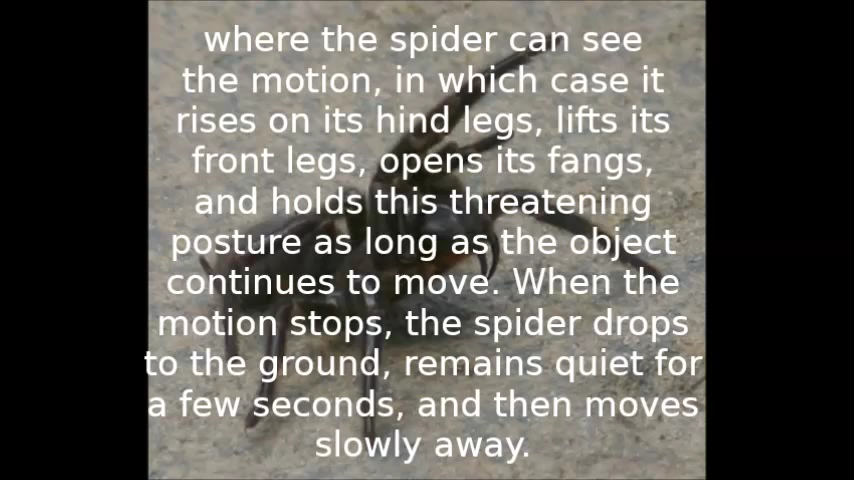 where the spider can see
the motion, in which case it
rises on its hind legs, lifts its
front legs, opens its fangs,
and holds this threatening
posture as long as the object
continues to move. When the
motion stops, the spider drops
to the ground, remains quiet for
a few seconds, and then moves
slowly away.